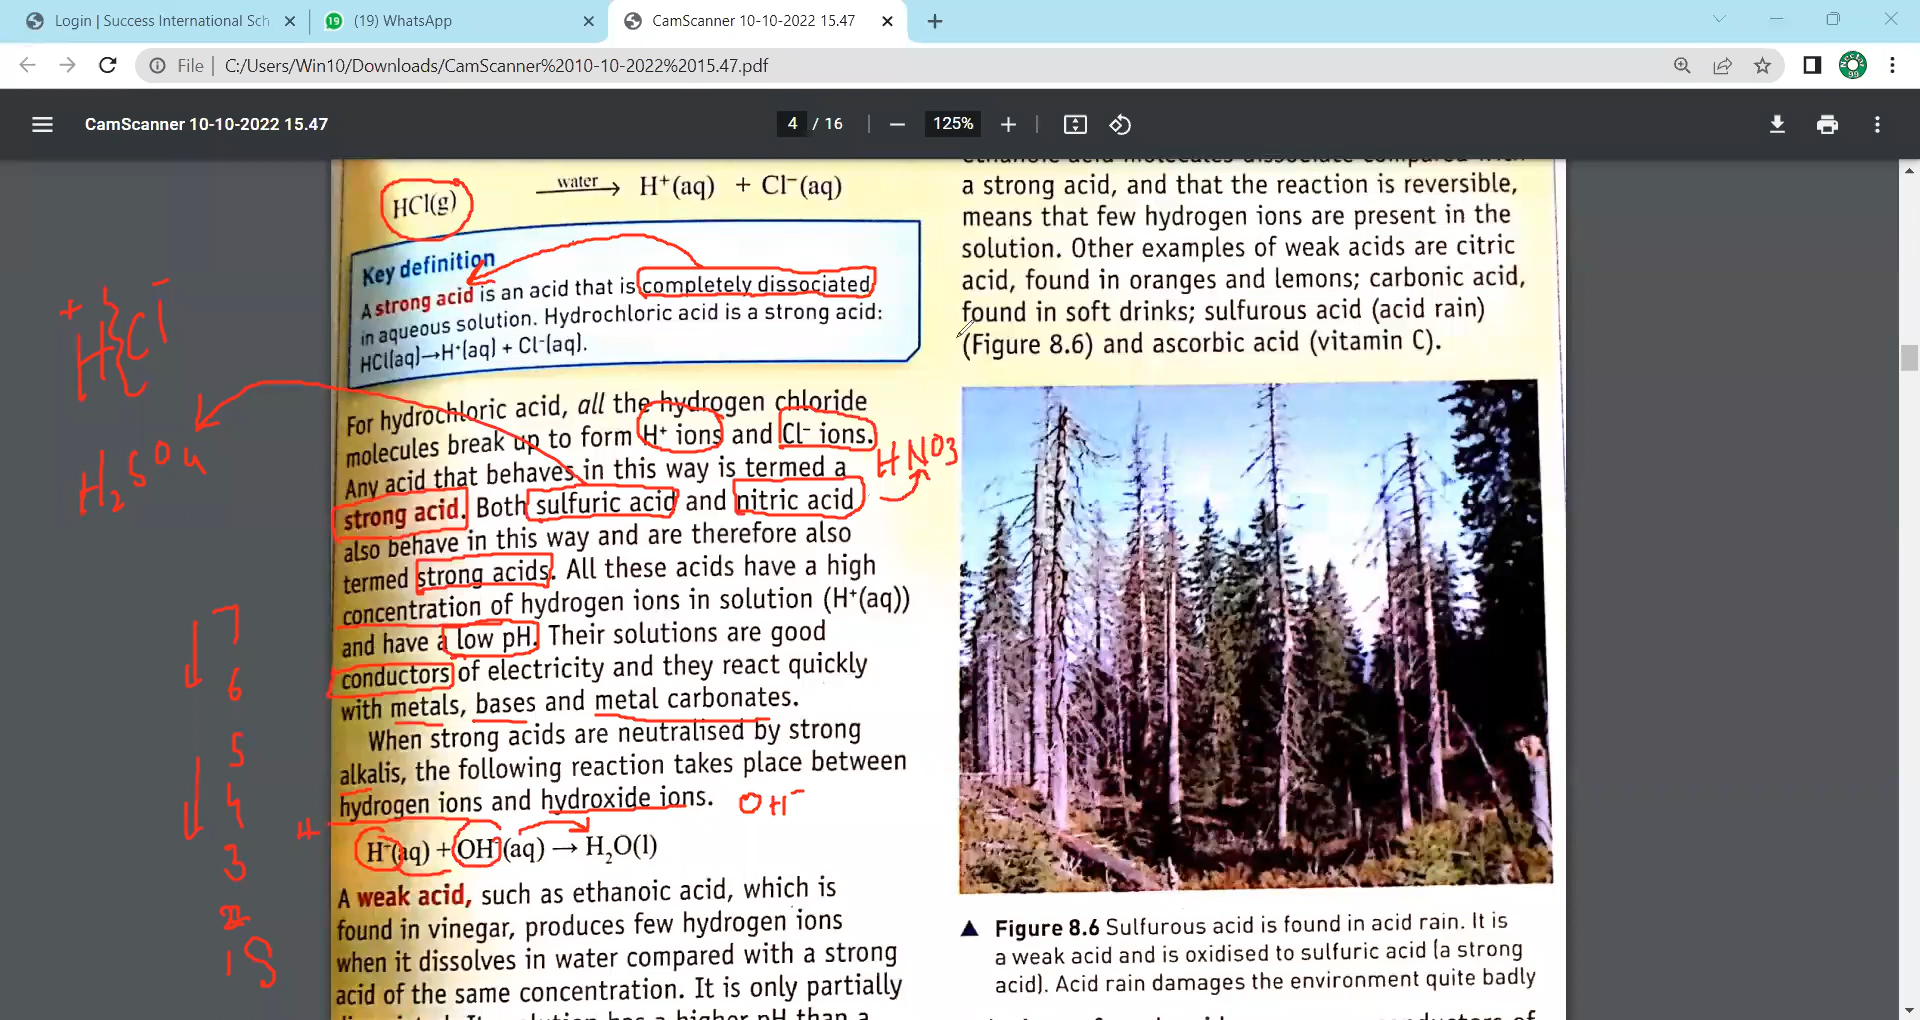 Login | Success International Sch
(19) WhatsApp
CamScanner 10-10-2022 15.47
File | C:/Users/Win10/Downloads/CamScanner%2010-10-2022%2015.47.pdf
CamScanner 10-10-2022 15.47
4 / 16
125%
HCl(g) water → H⁺(aq) + Cl⁻(aq)
Key definition
A strong acid is an acid that is completely dissociated
in aqueous solution. Hydrochloric acid is a strong acid:
HCl(aq)→H⁺(aq) + Cl⁻(aq).
For hydrochloric acid, all the hydrogen chloride
molecules break up to form H⁺ ions and Cl⁻ ions.
Any acid that behaves in this way is termed a
strong acid. Both sulfuric acid and nitric acid
also behave in this way and are therefore also
termed strong acids. All these acids have a high
concentration of hydrogen ions in solution (H⁺(aq))
and have a low pH. Their solutions are good
conductors of electricity and they react quickly
with metals, bases and metal carbonates.
When strong acids are neutralised by strong
alkalis, the following reaction takes place between
hydrogen ions and hydroxide ions.
OH⁻
H⁺(aq) + OH⁻(aq) → H₂O(l)
A weak acid, such as ethanoic acid, which is
found in vinegar, produces few hydrogen ions
when it dissolves in water compared with a strong
acid of the same concentration. It is only partially
⁺H Cl⁻
H₂SO₄
HNO3
7
6
5
4
3
2
1
ethanoic acid molecules dissociate compared with
a strong acid, and that the reaction is reversible,
means that few hydrogen ions are present in the
solution. Other examples of weak acids are citric
acid, found in oranges and lemons; carbonic acid,
found in soft drinks; sulfurous acid (acid rain)
(Figure 8.6) and ascorbic acid (vitamin C).
▲ Figure 8.6 Sulfurous acid is found in acid rain. It is
a weak acid and is oxidised to sulfuric acid (a strong
acid). Acid rain damages the environment quite badly